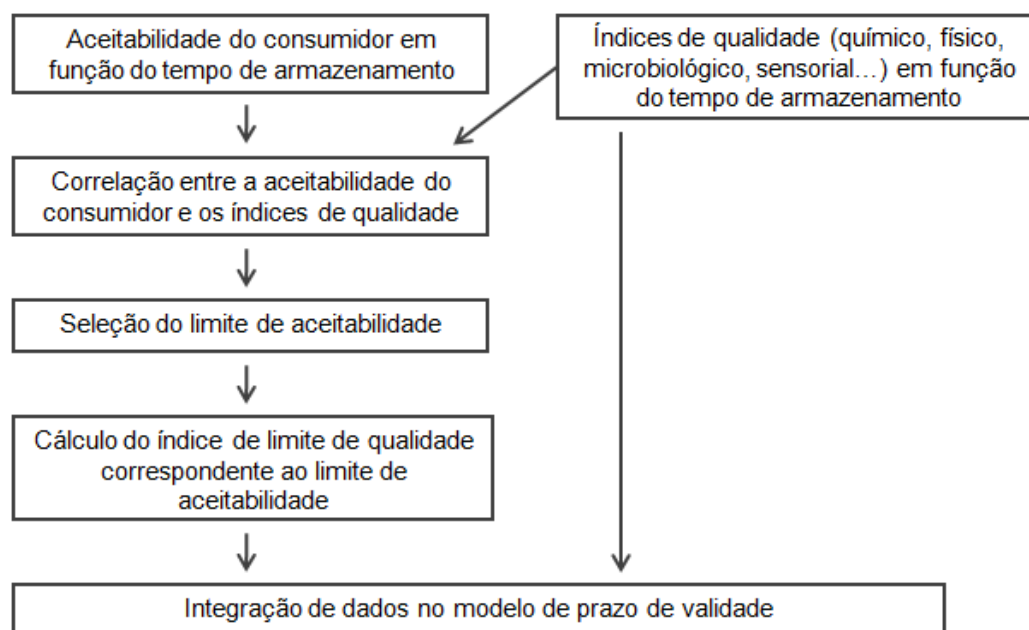 Aceitabilidade do consumidor em
função do tempo de armazenamento
Índices de qualidade (químico, físico,
microbiológico, sensorial…) em função
do tempo de armazenamento
Correlação entre a aceitabilidade do
consumidor e os índices de qualidade
Seleção do limite de aceitabilidade
Cálculo do índice de limite de qualidade
correspondente ao limite de
aceitabilidade
Integração de dados no modelo de prazo de validade